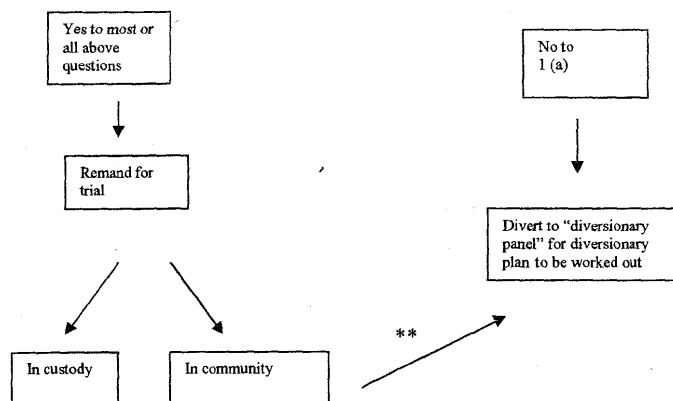 Yes to most or
all above
questions
No to
1 (a)
Remand for
trial
Divert to “diversionary
panel” for diversionary
plan to be worked out
**
In custody
In community